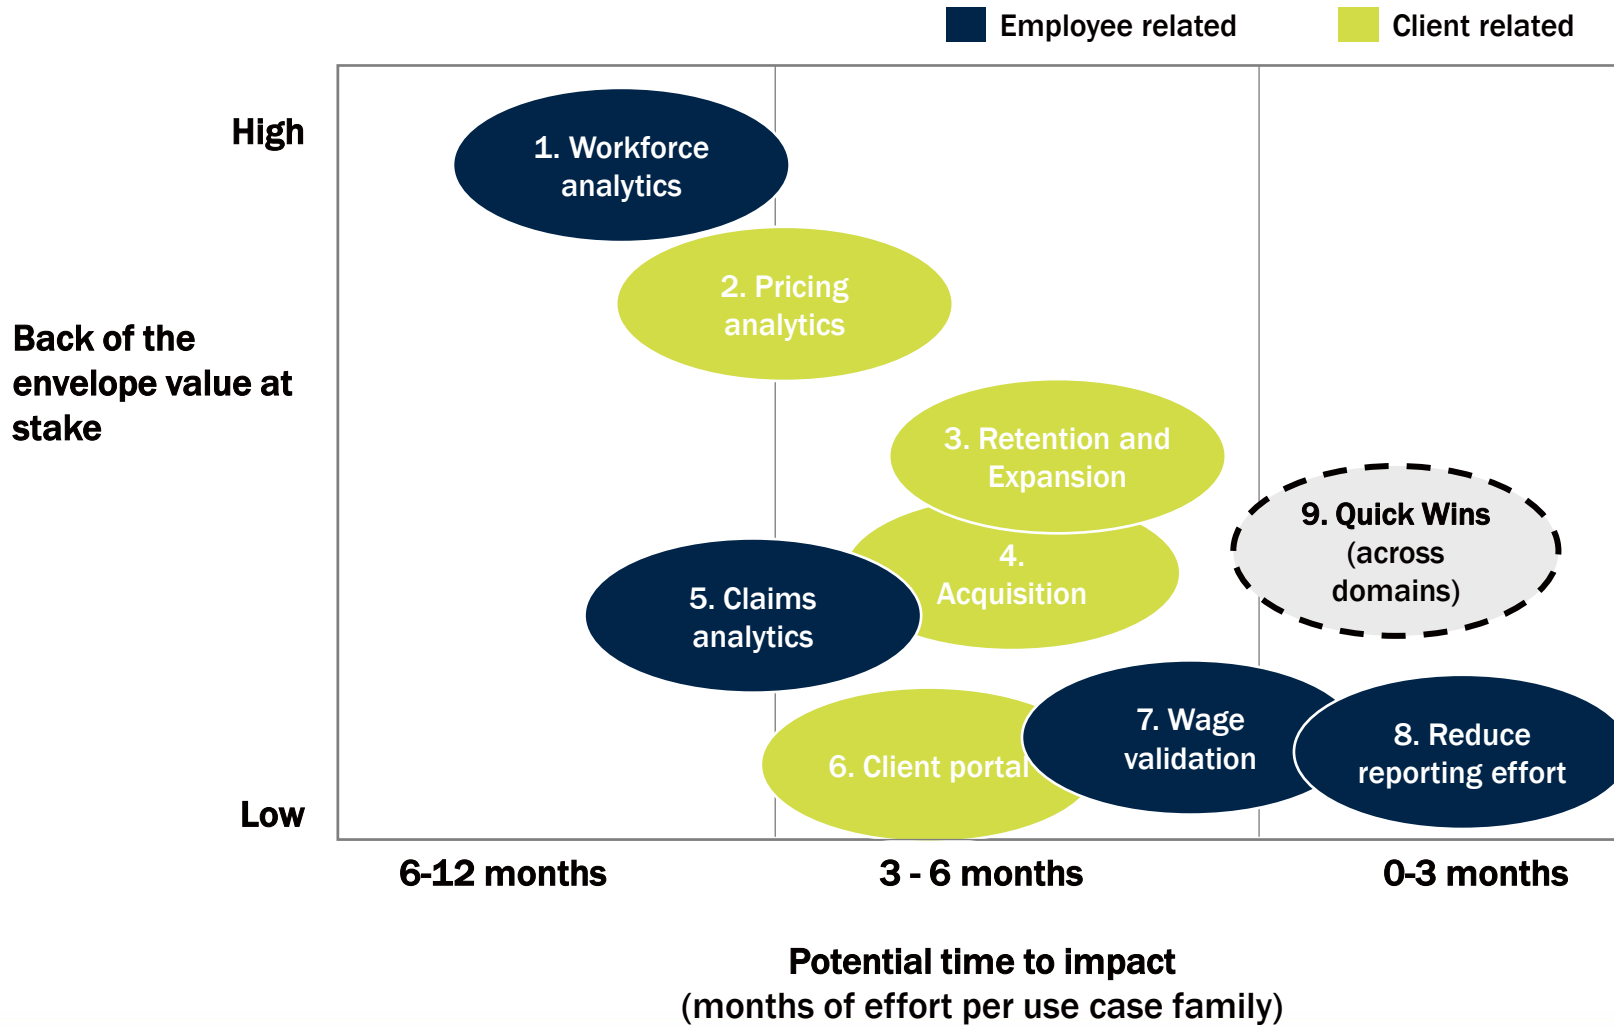 Employee related
Client related
High
1. Workforce
analytics
2. Pricing
analytics
Back of the
envelope value at
stake
3. Retention and
Expansion
9. Quick Wins
(across
domains)
4.
Acquisition
5. Claims
analytics
6. Client portal
7. Wage
validation
8. Reduce
reporting effort
Low
6-12 months
3 - 6 months
0-3 months
Potential time to impact
(months of effort per use case family)